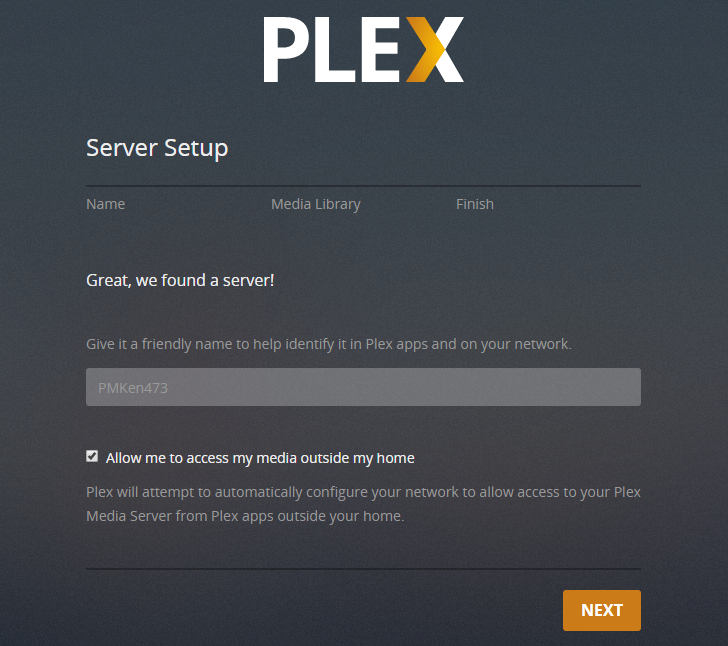 PLEX
Server Setup
Name Media Library Finish
Great, we found a server!
Give it a friendly name to help identify it in Plex apps and on your network.
PMKen473
Allow me to access my media outside my home
Plex will attempt to automatically configure your network to allow access to your Plex
Media Server from Plex apps outside your home.
NEXT